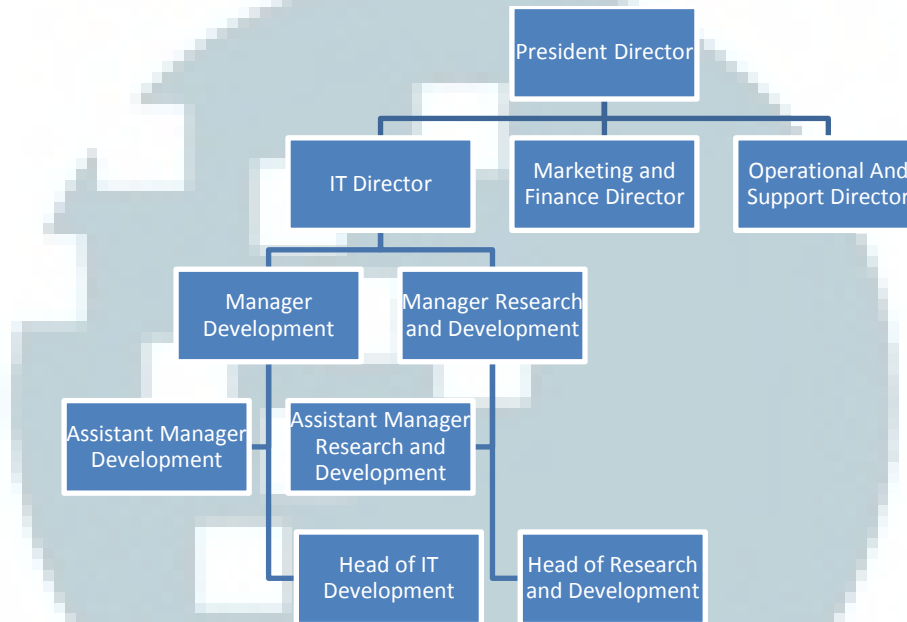 President Director
IT Director
Marketing and
Finance Director
Operational And
Support Director
Manager
Development
Manager Research
and Development
Assistant Manager
Development
Assistant Manager
Research and
Development
Head of IT
Development
Head of Research
and Development